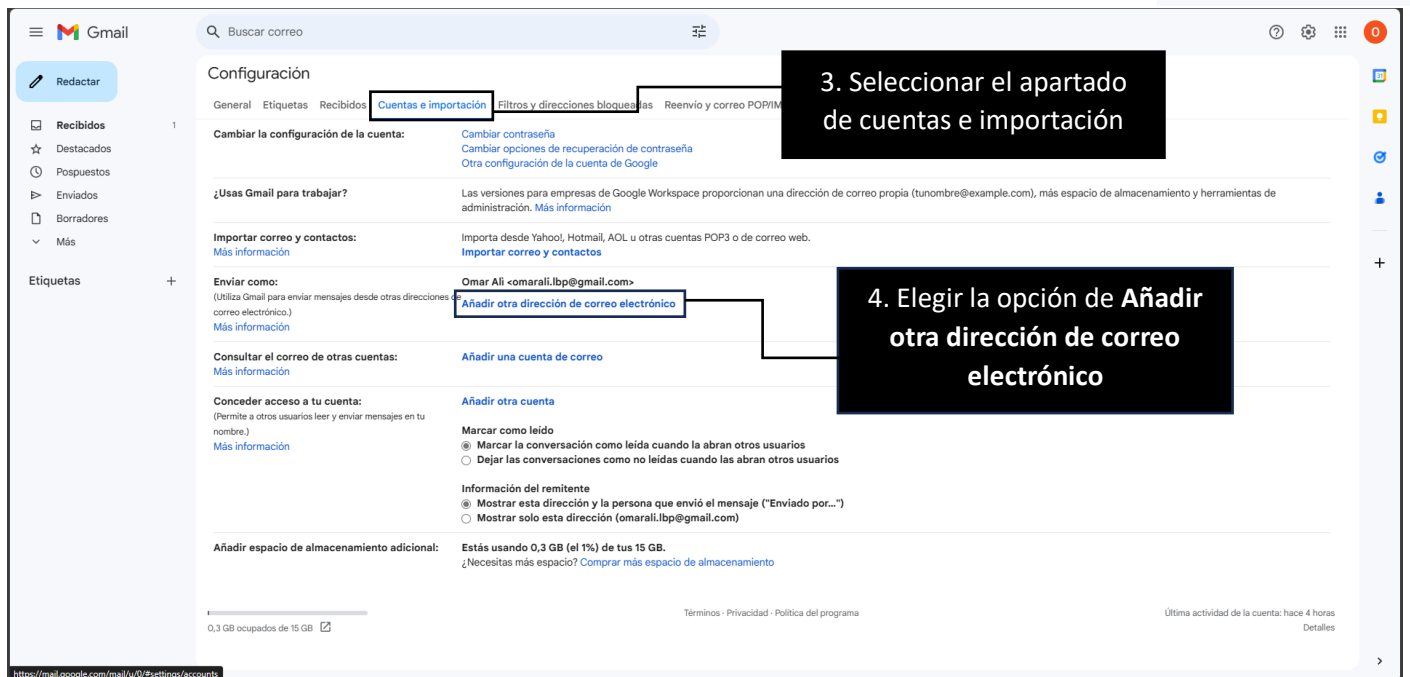 Gmail
Buscar correo
O
Redactar
Recibidos 1
Destacados
Pospuestos
Enviados
Borradores
Más
Etiquetas
Configuración
General Etiquetas Recibidos Cuentas e importación Filtros y direcciones bloqueadas Reenvío y correo POP/IM
3. Seleccionar el apartado
de cuentas e importación
Cambiar la configuración de la cuenta:
Cambiar contraseña
Cambiar opciones de recuperación de contraseña
Otra configuración de la cuenta de Google
¿Usas Gmail para trabajar?
Las versiones para empresas de Google Workspace proporcionan una dirección de correo propia (tunombre@example.com), más espacio de almacenamiento y herramientas de
administración. Más información
Importar correo y contactos:
Más información
Importa desde Yahoo!, Hotmail, AOL u otras cuentas POP3 o de correo web.
Importar correo y contactos
Enviar como:
(Utiliza Gmail para enviar mensajes desde otras direcciones de
correo electrónico.)
Más información
Omar Ali <omarali.lbp@gmail.com>
Añadir otra dirección de correo electrónico
4. Elegir la opción de Añadir
otra dirección de correo
electrónico
Consultar el correo de otras cuentas:
Más información
Añadir una cuenta de correo
Conceder acceso a tu cuenta:
(Permite a otros usuarios leer y enviar mensajes en tu
nombre.)
Más información
Añadir otra cuenta
Marcar como leído
Marcar la conversación como leída cuando la abran otros usuarios
Dejar las conversaciones como no leídas cuando las abran otros usuarios
Información del remitente
Mostrar esta dirección y la persona que envió el mensaje ("Enviado por...")
Mostrar solo esta dirección (omarali.lbp@gmail.com)
Añadir espacio de almacenamiento adicional:
Estás usando 0,3 GB (el 1%) de tus 15 GB.
¿Necesitas más espacio? Comprar más espacio de almacenamiento
0,3 GB ocupados de 15 GB
Términos · Privacidad · Política del programa
Última actividad de la cuenta: hace 4 horas
Detalles
https://mail.google.com/mail/u/0/#settings/accounts
31